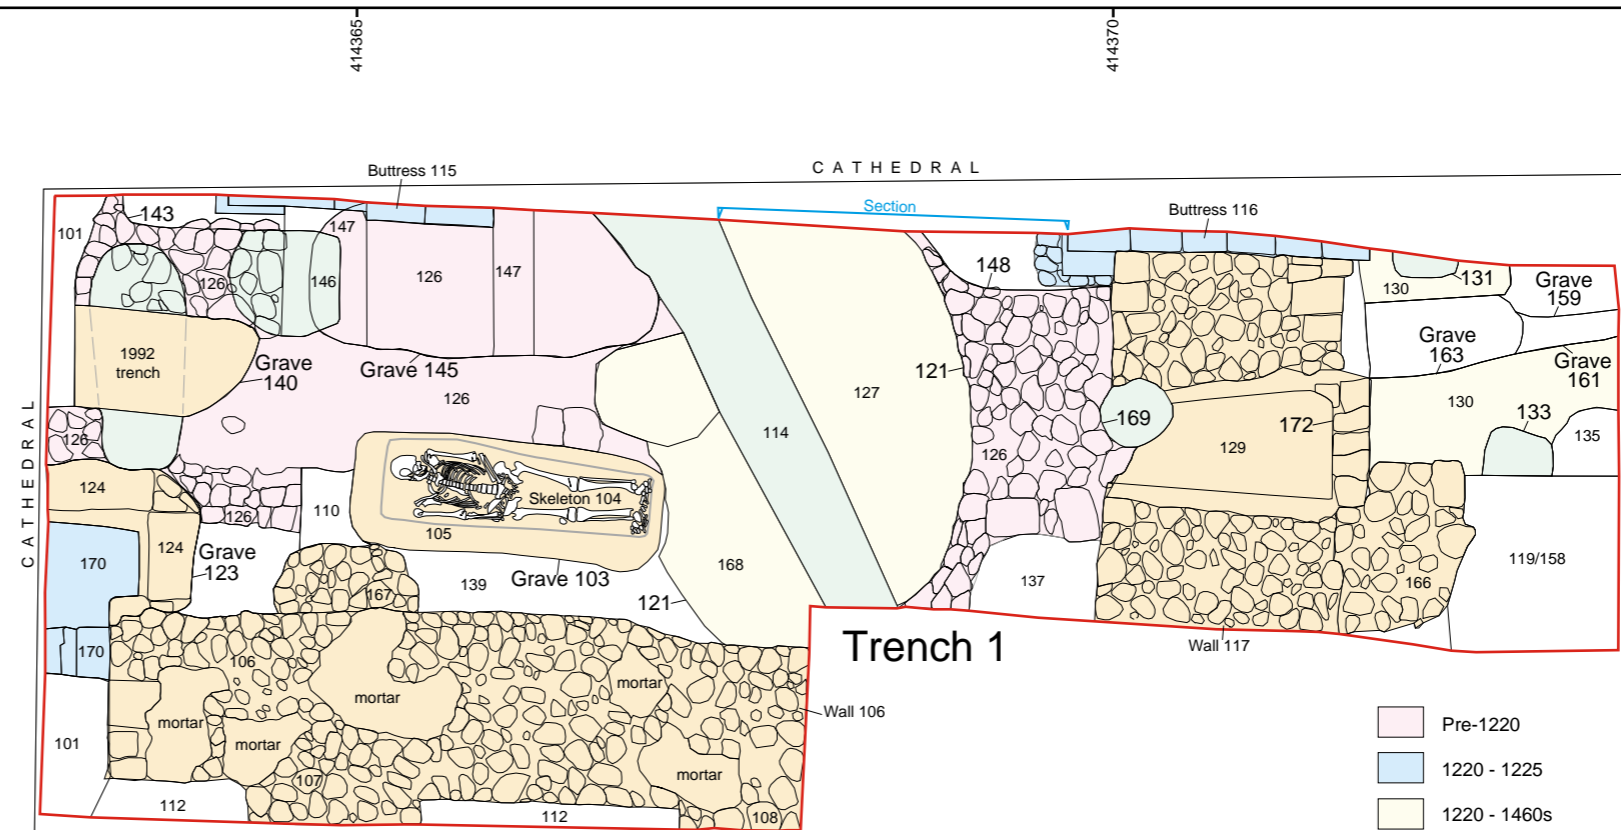 414365
414370
CATHEDRAL
Buttress 115
Section
Buttress 116
CATHEDRAL
101
143
147
126
146
126
147
148
131
130
Grave
159
1992
trench
Grave
140
Grave 145
126
121
127
Grave
163
Grave
161
130
133
135
169
172
129
114
126
126
124
126
110
Skeleton 104
105
Grave 103
124
Grave
123
170
139
167
168
121
137
166
119/158
Wall 117
Trench 1
170
106
mortar
mortar
mortar
mortar
mortar
Wall 106
101
107
112
112
108
Pre-1220
1220 - 1225
1220 - 1460s